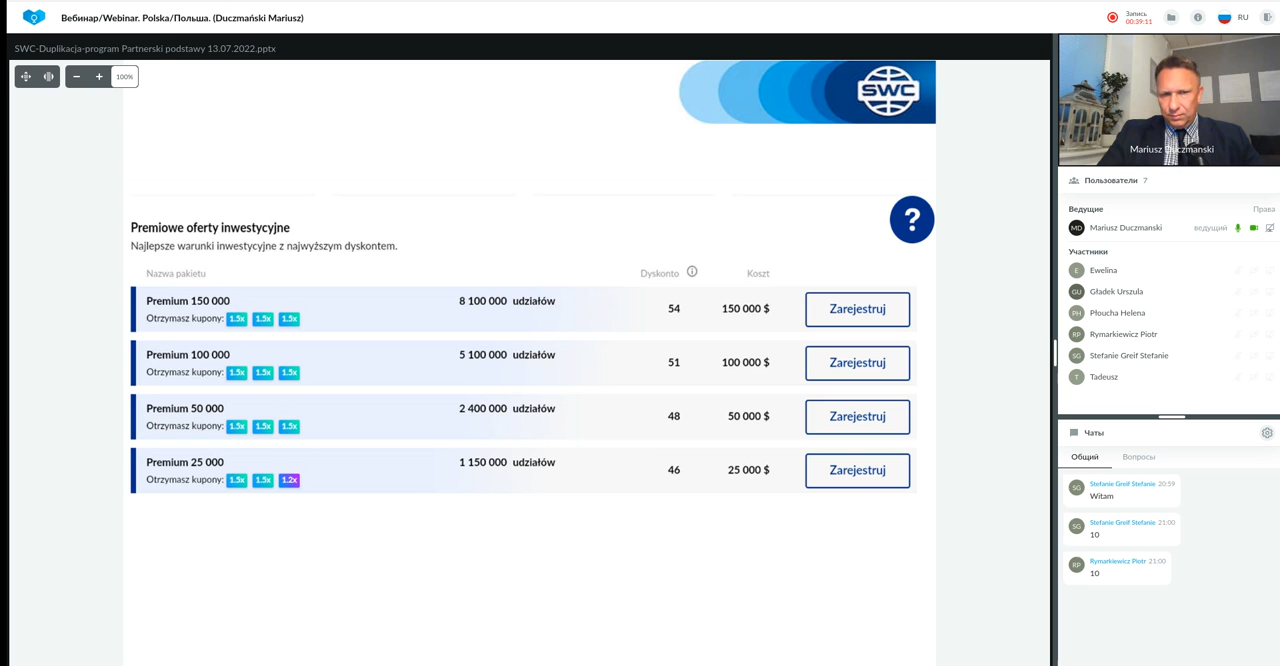 Вебинар/Webinar. Polska/Польша. (Duczmański Mariusz)
Запись
00:39:11
RU
SWC-Duplikacja-program Partnerski podstawy 13.07.2022.pptx
100%
SWC
Premiowe oferty inwestycyjne
Najlepsze warunki inwestycyjne z najwyższym dyskontem.
?
Nazwa pakietu Dyskonto Koszt
Premium 150 000 8 100 000 udziałów 54 150 000 $ Zarejestruj
Otrzymasz kupony: 1.5x 1.5x 1.5x
Premium 100 000 5 100 000 udziałów 51 100 000 $ Zarejestruj
Otrzymasz kupony: 1.5x 1.5x 1.5x
Premium 50 000 2 400 000 udziałów 48 50 000 $ Zarejestruj
Otrzymasz kupony: 1.5x 1.5x 1.5x
Premium 25 000 1 150 000 udziałów 46 25 000 $ Zarejestruj
Otrzymasz kupony: 1.5x 1.5x 1.2x
Mariusz Duczmanski
Пользователи 7
Ведущие Права
MD Mariusz Duczmanski ведущий
Участники
E Ewelina
GU Gładek Urszula
PH Płoucha Helena
RP Rymarkiewicz Piotr
SG Stefanie Greif Stefanie
T Tadeusz
Чаты
Общий Вопросы
SG Stefanie Greif Stefanie 20:59
Witam
SG Stefanie Greif Stefanie 21:00
10
RP Rymarkiewicz Piotr 21:00
10